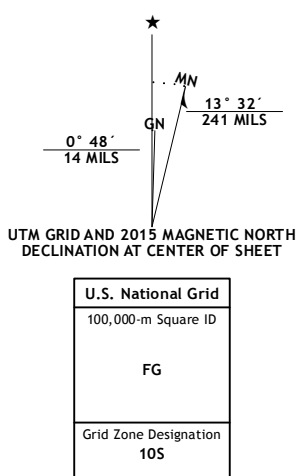 MN
GN
13° 32´
241 MILS
0° 48´
14 MILS
UTM GRID AND 2015 MAGNETIC NORTH
DECLINATION AT CENTER OF SHEET
U.S. National Grid
100,000-m Square ID
FG
Grid Zone Designation
10S